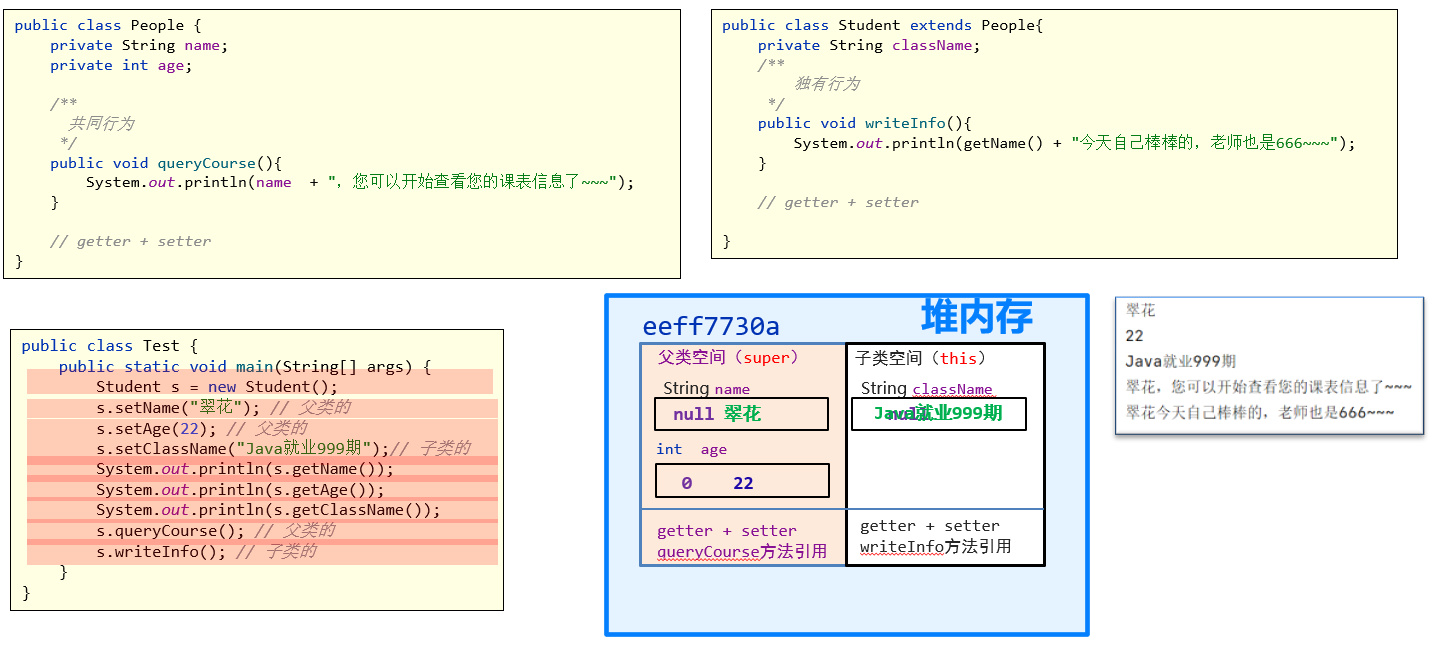 public class People {
private String name;
private int age;
/**
共同行为
*/
public void queryCourse(){
System.out.println(name  + "，您可以开始查看您的课表信息了~~~");
}
// getter + setter
}
public class Student extends People{
private String className;
/**
独有行为
*/
public void writeInfo(){
System.out.println(getName() + "今天自己棒棒的，老师也是666~~~");
}
// getter + setter
}
public class Test {
public static void main(String[] args) {
Student s = new Student();
s.setName("翠花"); // 父类的
s.setAge(22); // 父类的
s.setClassName("Java就业999期");// 子类的
System.out.println(s.getName());
System.out.println(s.getAge());
System.out.println(s.getClassName());
s.queryCourse(); // 父类的
s.writeInfo(); // 子类的
}
}
堆内存
eeff7730a
父类空间（super）
String name
null 翠花
int age
0 22
getter + setter
queryCourse方法引用
子类空间（this）
String className
null
Java就业999期
getter + setter
writeInfo方法引用
翠花
22
Java就业999期
翠花，您可以开始查看您的课表信息了~~~
翠花今天自己棒棒的，老师也是666~~~